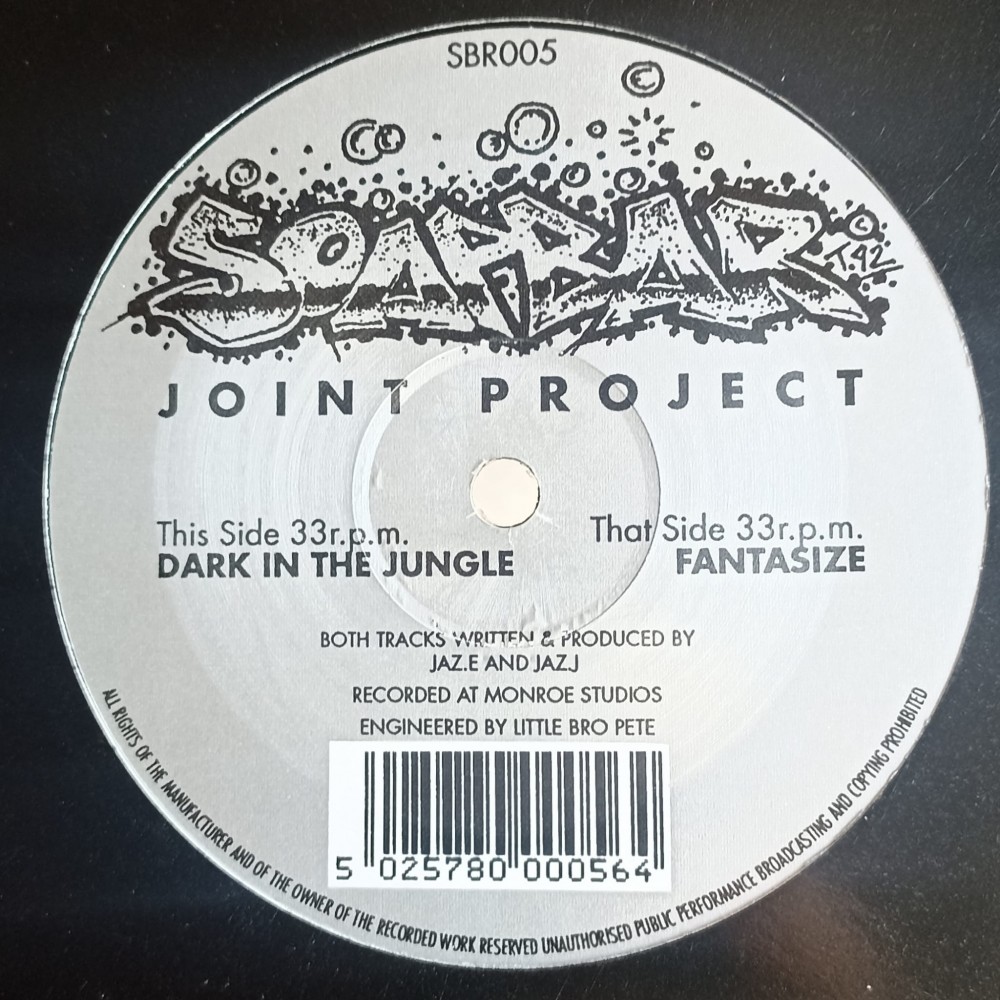 SBR005
©
SOAPBAR
©
T.92
JOINT PROJECT
This Side 33r.p.m.
DARK IN THE JUNGLE
That Side 33r.p.m.
FANTASIZE
BOTH TRACKS WRITTEN & PRODUCED BY
JAZ.E AND JAZ.J
RECORDED AT MONROE STUDIOS
ENGINEERED BY LITTLE BRO PETE
5 025780 000564
ALL RIGHTS OF THE MANUFACTURER AND OF THE OWNER OF THE RECORDED WORK RESERVED UNAUTHORISED PUBLIC PERFORMANCE BROADCASTING AND COPYING PROHIBITED